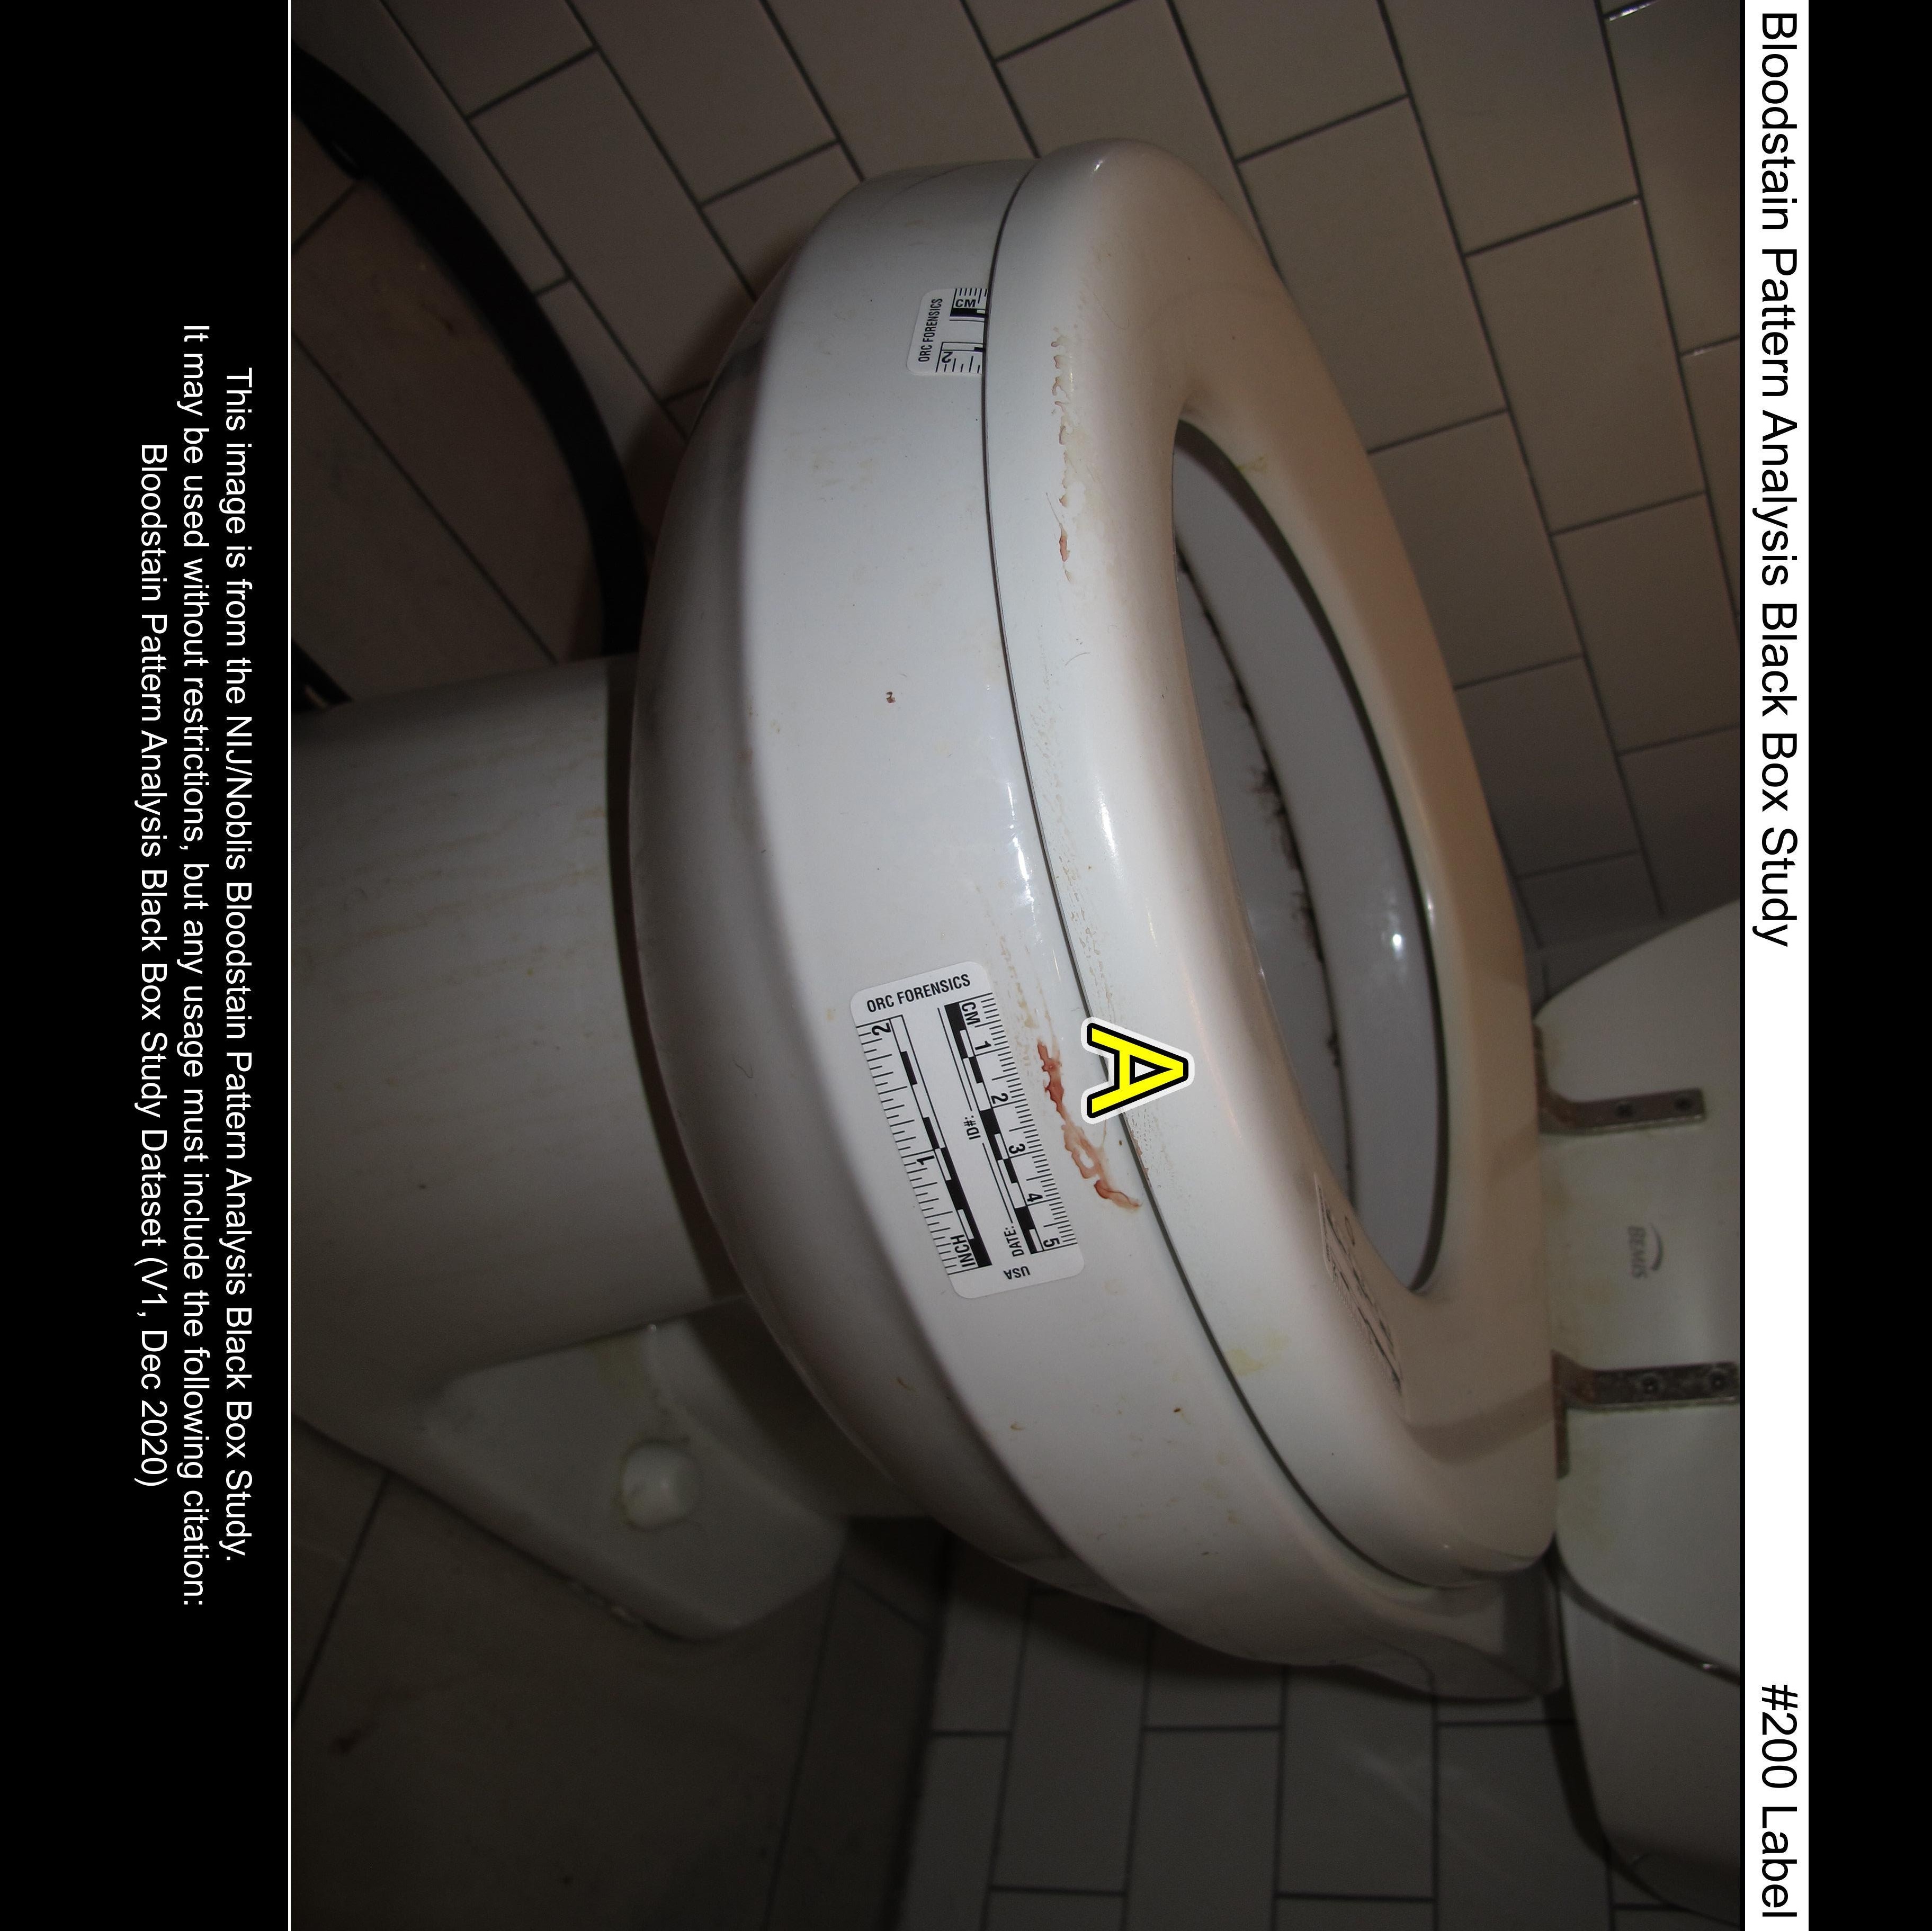 Bloodstain Pattern Analysis Black Box Study #200 Label
A
CM
2
ORC FORENSICS
ORC FORENSICS
CM 1 2 3 4 5
ID#: DATE:
2 1 INCH
USA
BEMIS
This image is from the NIJ/Noblis Bloodstain Pattern Analysis Black Box Study.
It may be used without restrictions, but any usage must include the following citation:
Bloodstain Pattern Analysis Black Box Study Dataset (V1, Dec 2020)